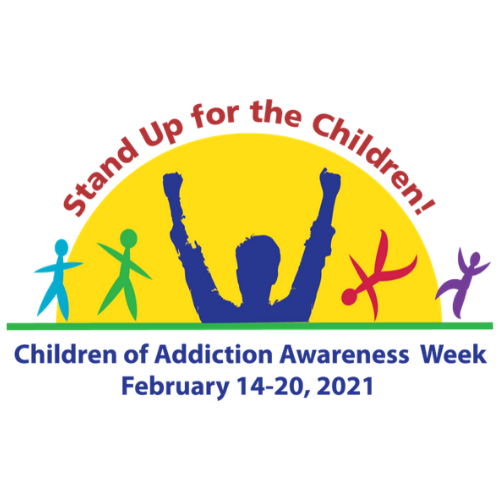 Stand Up for the Children!
Children of Addiction Awareness Week
February 14-20, 2021